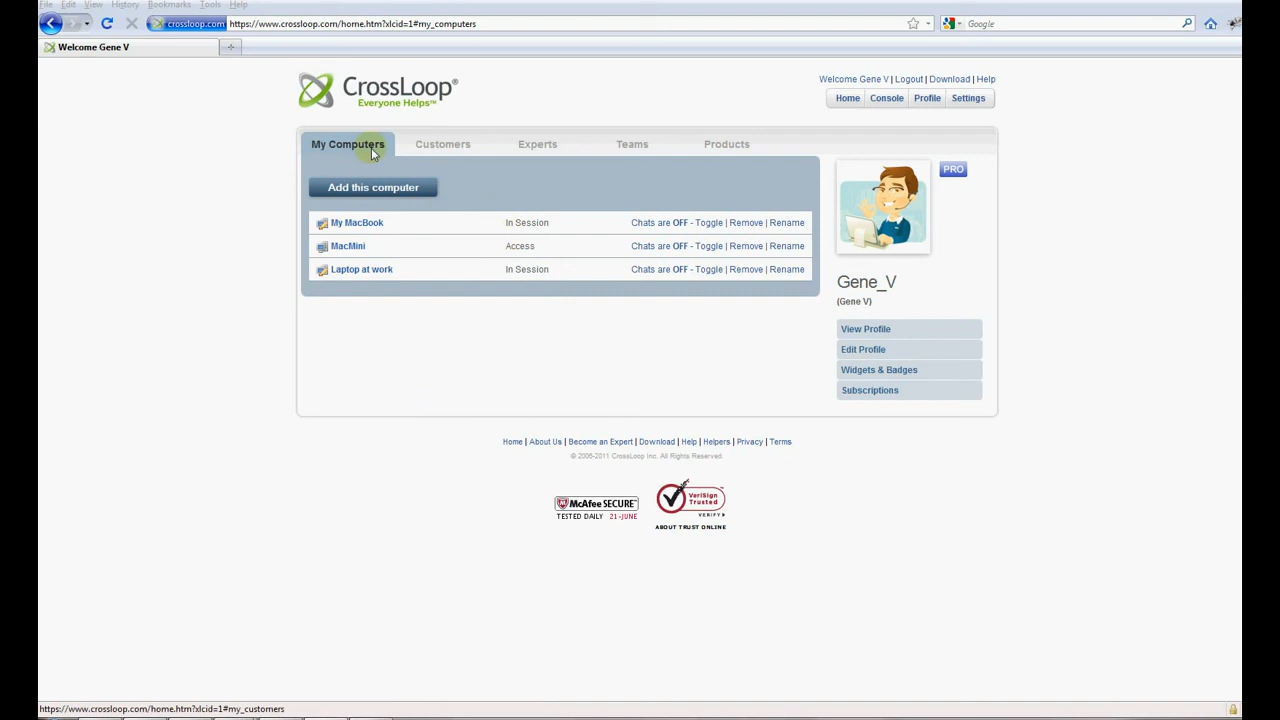 File Edit View History Bookmarks Tools Help
crossloop.com https://www.crossloop.com/home.htm?xlcid=1#my_computers Google
Welcome Gene V
CrossLoop®
Everyone Helps™
Welcome Gene V | Logout | Download | Help
Home Console Profile Settings
My Computers Customers Experts Teams Products
Add this computer
My MacBook In Session Chats are OFF - Toggle | Remove | Rename
MacMini Access Chats are OFF - Toggle | Remove | Rename
Laptop at work In Session Chats are OFF - Toggle | Remove | Rename
PRO
Gene_V
(Gene V)
View Profile
Edit Profile
Widgets & Badges
Subscriptions
Home | About Us | Become an Expert | Download | Help | Helpers | Privacy | Terms
© 2005-2011 CrossLoop Inc. All Rights Reserved.
McAfee SECURE™
TESTED DAILY 21-JUNE
VeriSign
Trusted
VERIFY
ABOUT TRUST ONLINE
https://www.crossloop.com/home.htm?xlcid=1#my_customers